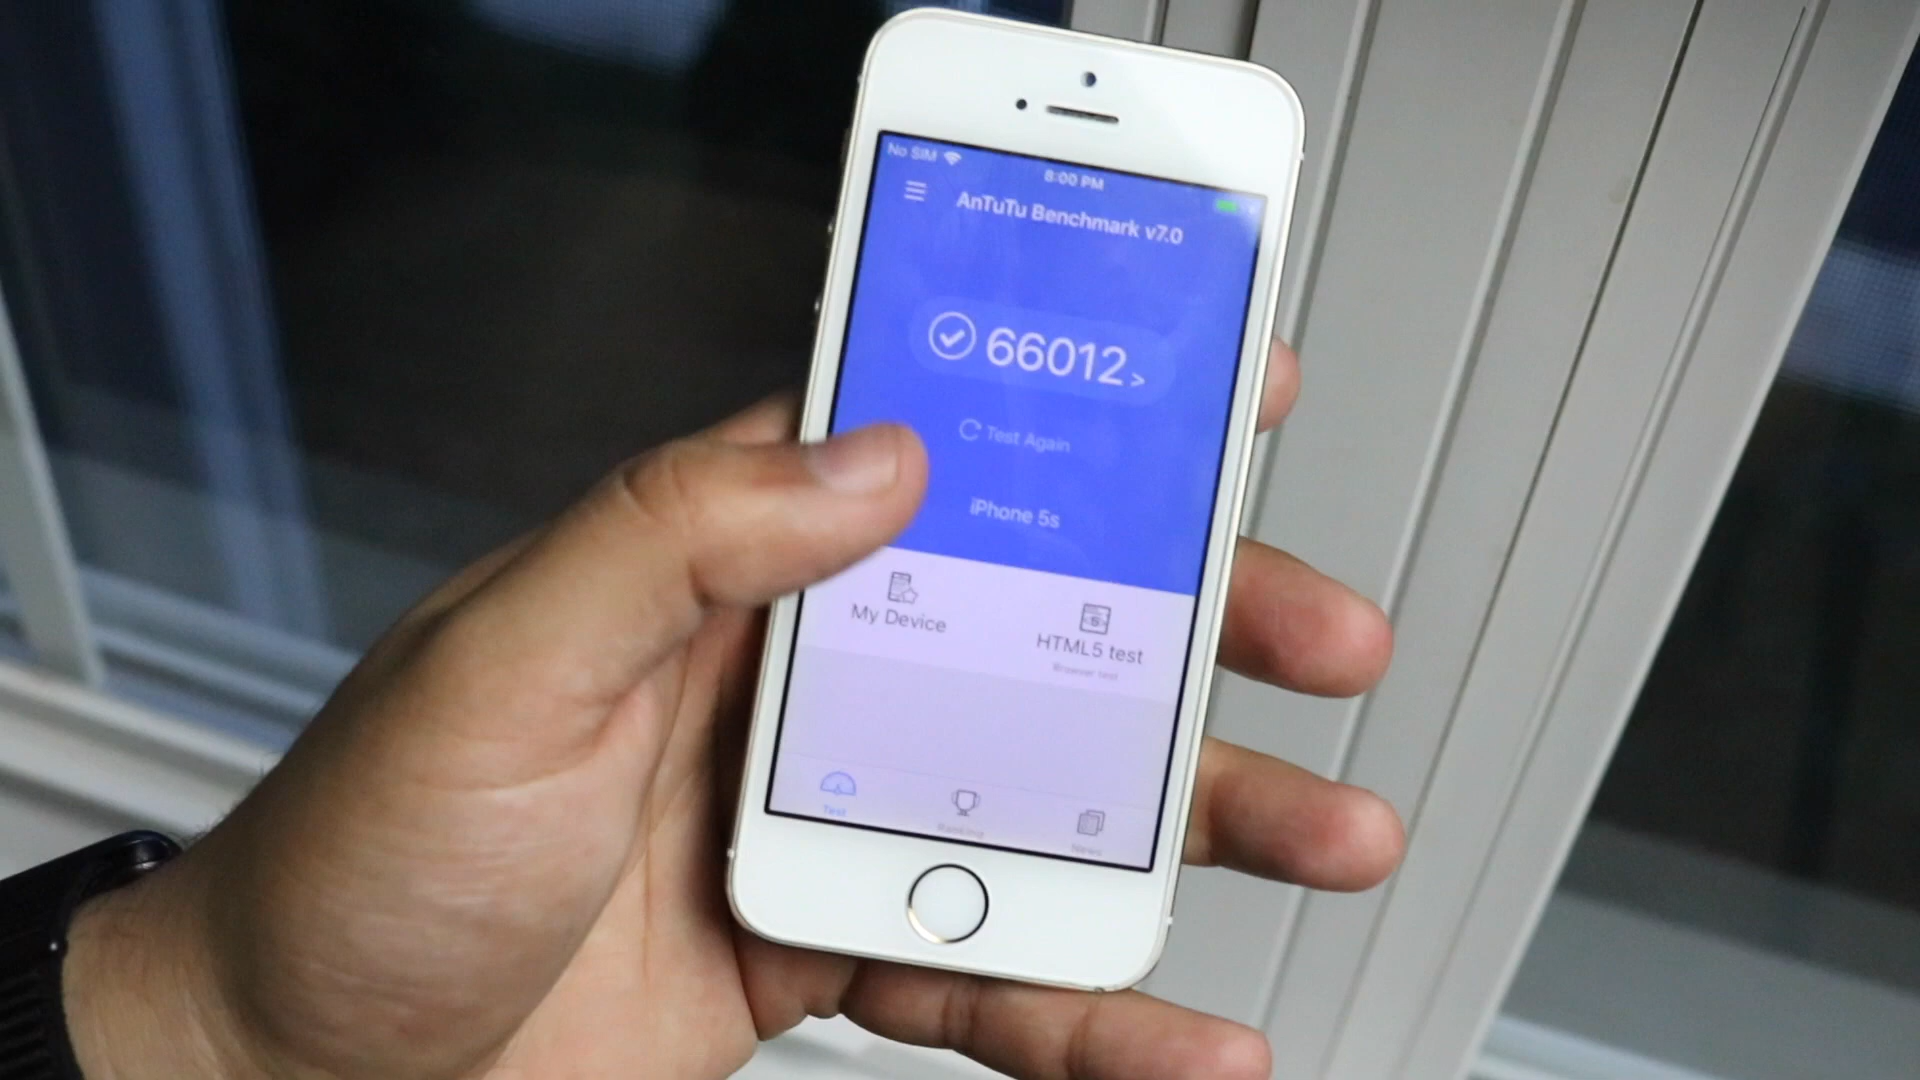 No SIM
8:00 PM
AnTuTu Benchmark v7.0
66012 >
Test Again
iPhone 5s
My Device
HTML5 test
Browser test
Test
Ranking
News